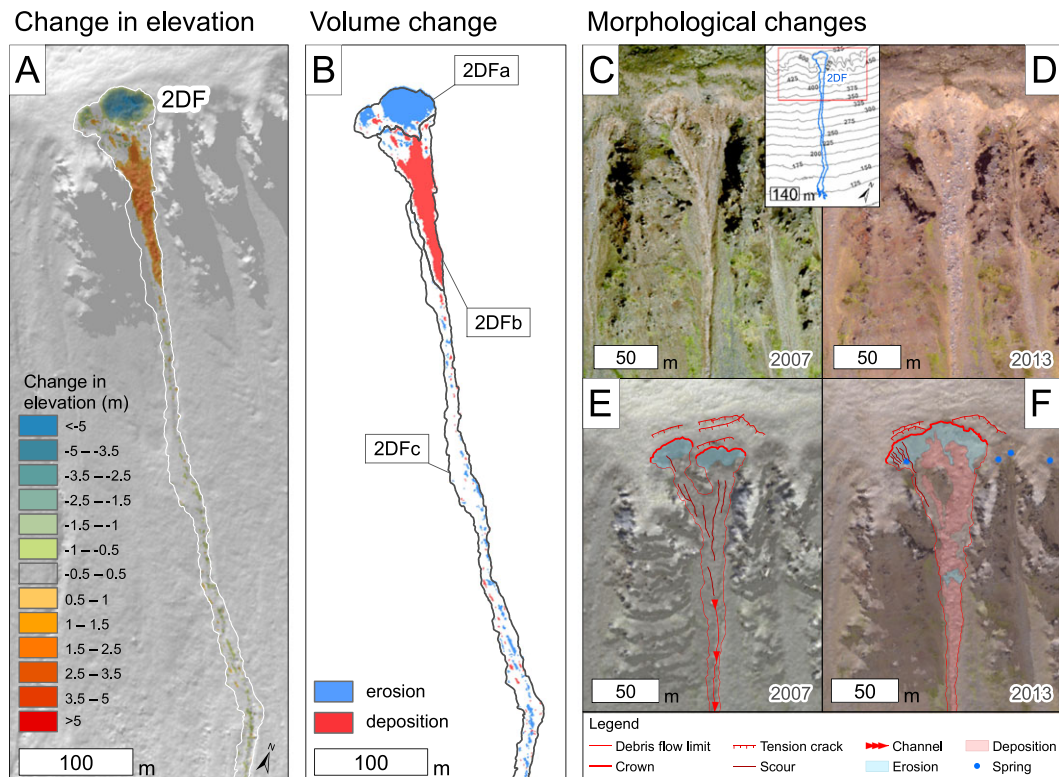 Change in elevation
Volume change
Morphological changes
A
2DF
Change in
elevation (m)
<-5
-5 – -3.5
-3.5 – -2.5
-2.5 – -1.5
-1.5 – -1
-1 – -0.5
-0.5 – 0.5
0.5 – 1
1 – 1.5
1.5 – 2.5
2.5 – 3.5
3.5 – 5
>5
100 m
N
B
2DFa
2DFb
2DFc
erosion
deposition
100 m
C
50 m
2007
2DF
140 m
D
50 m
2013
E
50 m
2007
F
50 m
2013
Legend
Debris flow limit
Tension crack
Channel
Deposition
Crown
Scour
Erosion
Spring